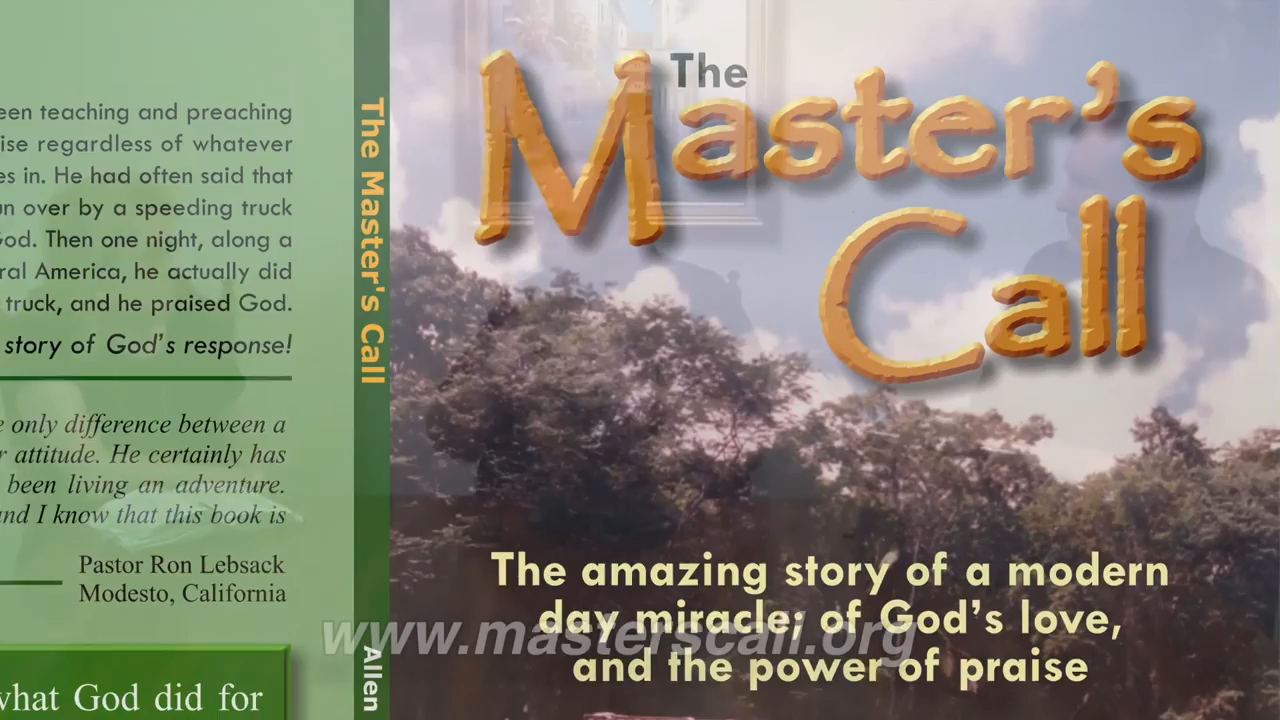 een teaching and preaching
ise regardless of whatever
es in. He had often said that
un over by a speeding truck
God. Then one night, along a
ral America, he actually did
truck, and he praised God.
story of God's response!
e only difference between a
r attitude. He certainly has
been living an adventure.
and I know that this book is
Pastor Ron Lebsack
Modesto, California
what God did for
The Master's Call
Allen
The
Master's
Call
The amazing story of a modern
day miracle; of God's love,
and the power of praise
www.masterscall.org